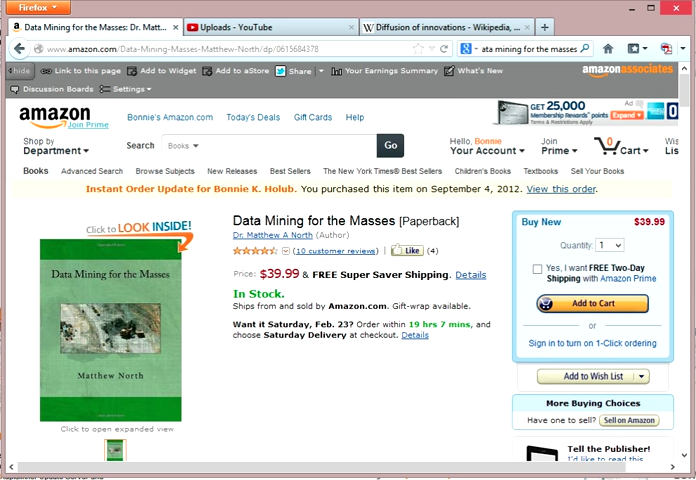 Firefox
Data Mining for the Masses: Dr. Matt...
Uploads - YouTube
Diffusion of innovations - Wikipedia, ...
www.amazon.com/Data-Mining-Masses-Matthew-North/dp/0615684378
ata mining for the masses
hide Link to this page Add to Widget Add to aStore Share Your Earnings Summary What's New
amazonassociates
Discussion Boards Settings
amazon
Join Prime
Bonnie's Amazon.com Today's Deals Gift Cards Help
GET 25,000
Membership Rewards® points
Expand
Terms & Restrictions Apply
Ad
Shop by
Department
Search Books Go
Hello, Bonnie
Your Account
Join
Prime
0
Cart
Wis
List
Books Advanced Search Browse Subjects New Releases Best Sellers The New York Times® Best Sellers Children's Books Textbooks Sell Your Books
Instant Order Update for Bonnie K. Holub. You purchased this item on September 4, 2012. View this order.
Click to LOOK INSIDE!
Data Mining for the Masses
Matthew North
Click to open expanded view
Data Mining for the Masses [Paperback]
Dr. Matthew A North (Author)
(10 customer reviews) | Like (4)
Price: $39.99 & FREE Super Saver Shipping. Details
In Stock.
Ships from and sold by Amazon.com. Gift-wrap available.
Want it Saturday, Feb. 23? Order within 19 hrs 7 mins, and
choose Saturday Delivery at checkout. Details
Buy New $39.99
Quantity: 1
Yes, I want FREE Two-Day
Shipping with Amazon Prime
Add to Cart
or
Sign in to turn on 1-Click ordering
Add to Wish List
More Buying Choices
Have one to sell? Sell on Amazon
Tell the Publisher!
I'd like to read this